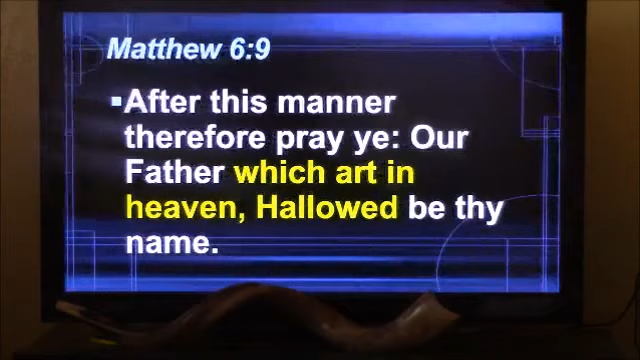 Matthew 6:9
▪After this manner
therefore pray ye: Our
Father which art in
heaven, Hallowed be thy
name.